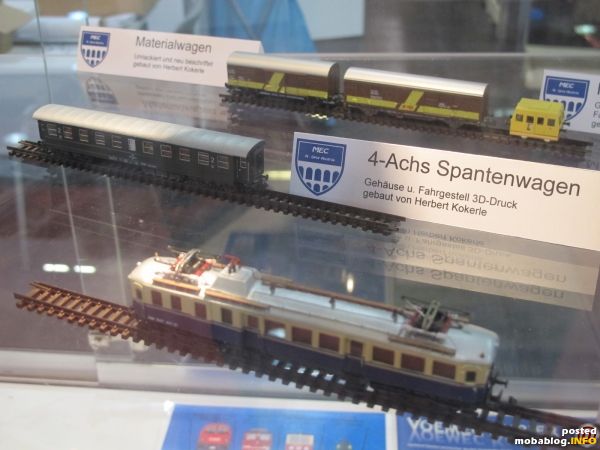 MEC
Materialwagen
Umlackiert und neu beschriftet
gebaut von Herbert Kokerle
MEC
MEC
4-Achs Spantenwagen
Gehäuse u. Fahrgestell 3D-Druck
gebaut von Herbert Kokerle
posted
mobablog.INFO